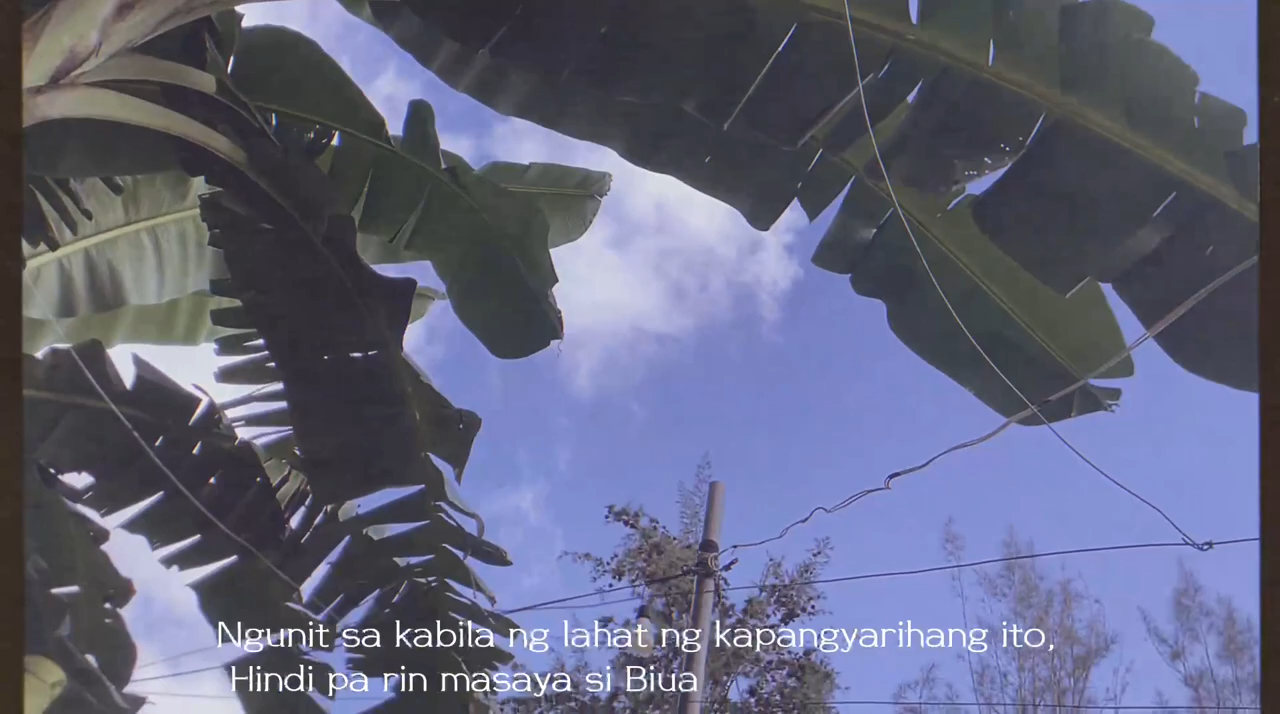 Ngunit sa kabila ng lahat ng kapangyarihang ito,
Hindi pa rin masaya si Biua